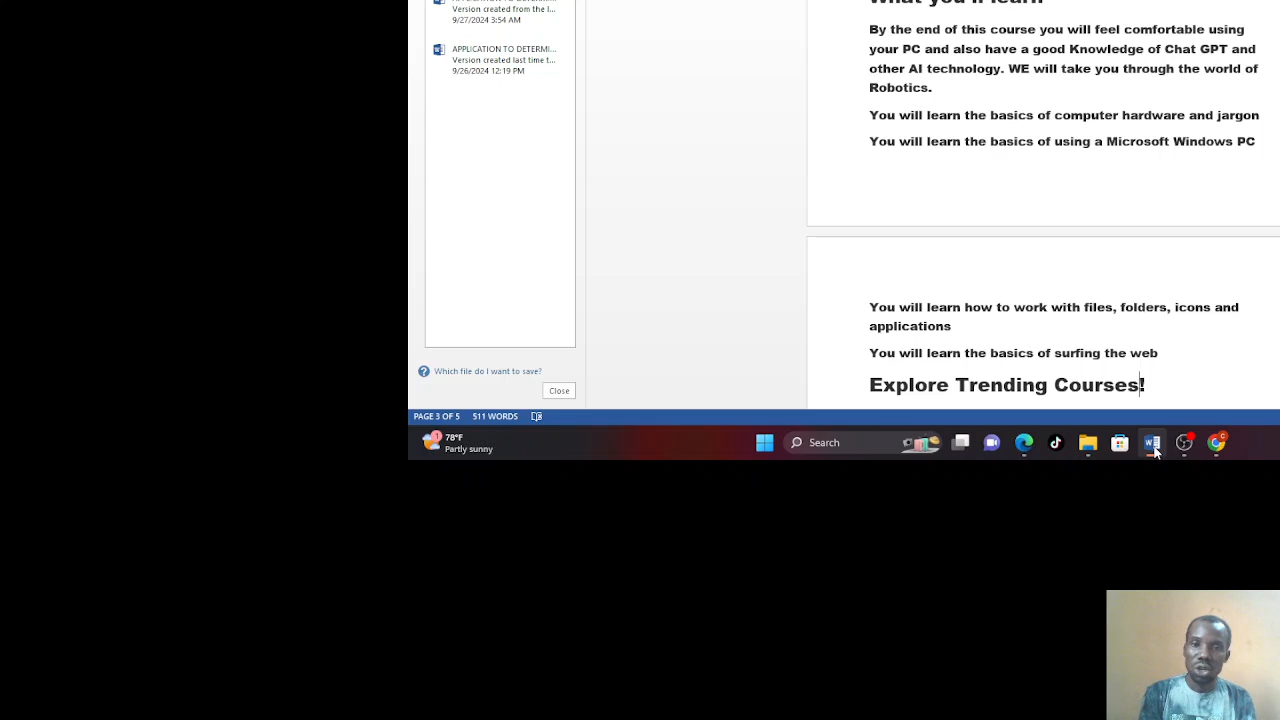 Version created from the l...
9/27/2024 3:54 AM
APPLICATION TO DETERMI...
Version created last time t...
9/26/2024 12:19 PM
Which file do I want to save?
Close
What you'll learn
By the end of this course you will feel comfortable using
your PC and also have a good Knowledge of Chat GPT and
other AI technology. WE will take you through the world of
Robotics.
You will learn the basics of computer hardware and jargon
You will learn the basics of using a Microsoft Windows PC
You will learn how to work with files, folders, icons and
applications
You will learn the basics of surfing the web
Explore Trending Courses!
PAGE 3 OF 5 511 WORDS
1
78°F
Partly sunny
Search
W
C